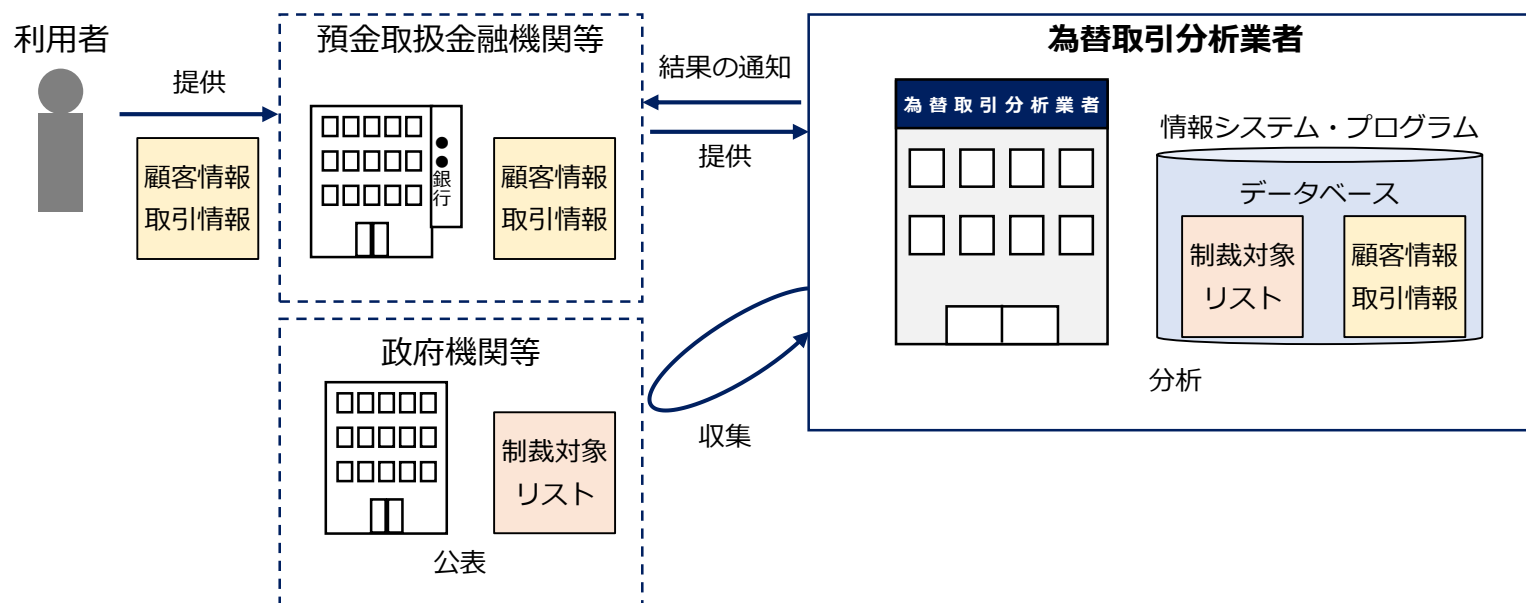 利用者
提供
顧客情報
取引情報
預金取扱金融機関等
●●銀行
顧客情報
取引情報
結果の通知
提供
政府機関等
制裁対象
リスト
公表
収集
為替取引分析業者
為替取引分析業者
情報システム・プログラム
データベース
制裁対象
リスト
顧客情報
取引情報
分析